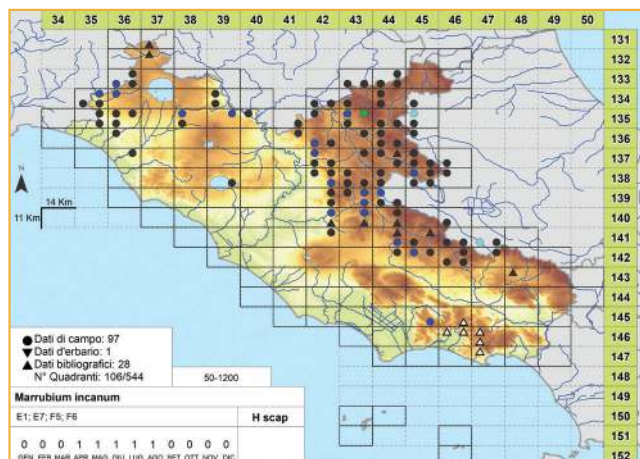 34 35 36 37 38 39 40 41 42 43 44 45 46 47 48 49 50
131
132
133
134
135
136
137
138
139
140
141
142
143
144
145
146
147
148
149
150
151
152
N
14 Km
11 Km
Dati di campo: 97
Dati d'erbario: 1
Dati bibliografici: 28
N° Quadranti: 106/544
50-1200
Marrubium incanum
E1; E7; F5; F6
H scap
0 0 0 1 1 1 1 1 0 0 0 0
GEN FEB MAR APR MAG GIU LUG AGO SET OTT NOV DIC